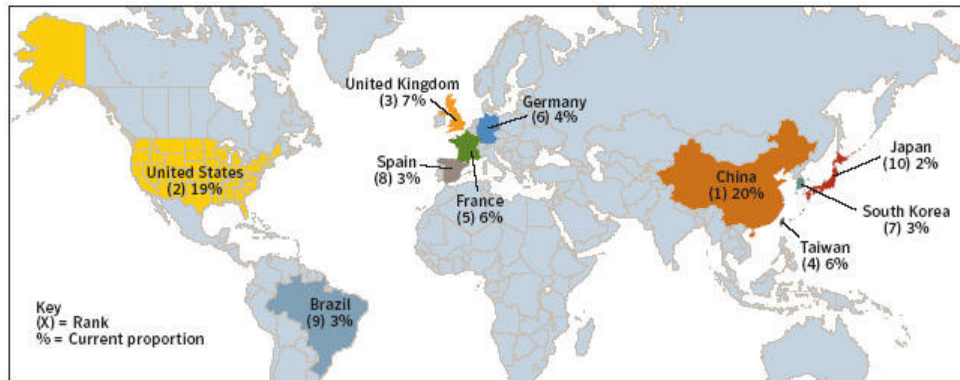 United Kingdom
(3) 7%
Germany
(6) 4%
Japan
(10) 2%
United States
(2) 19%
Spain
(8) 3%
China
(1) 20%
France
(5) 6%
South Korea
(7) 3%
Taiwan
(4) 6%
Brazil
(9) 3%
Key
(X) = Rank
% = Current proportion